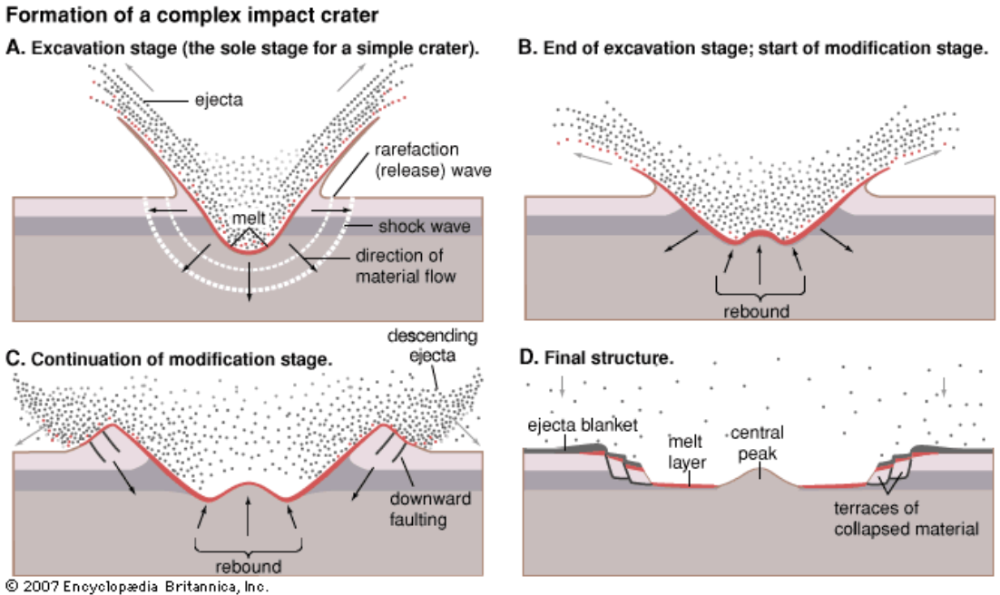 Formation of a complex impact crater
A. Excavation stage (the sole stage for a simple crater).
ejecta
rarefaction
(release) wave
melt
shock wave
direction of
material flow
B. End of excavation stage; start of modification stage.
rebound
C. Continuation of modification stage.
descending
ejecta
downward
faulting
rebound
D. Final structure.
ejecta blanket
melt
layer
central
peak
terraces of
collapsed material
© 2007 Encyclopædia Britannica, Inc.